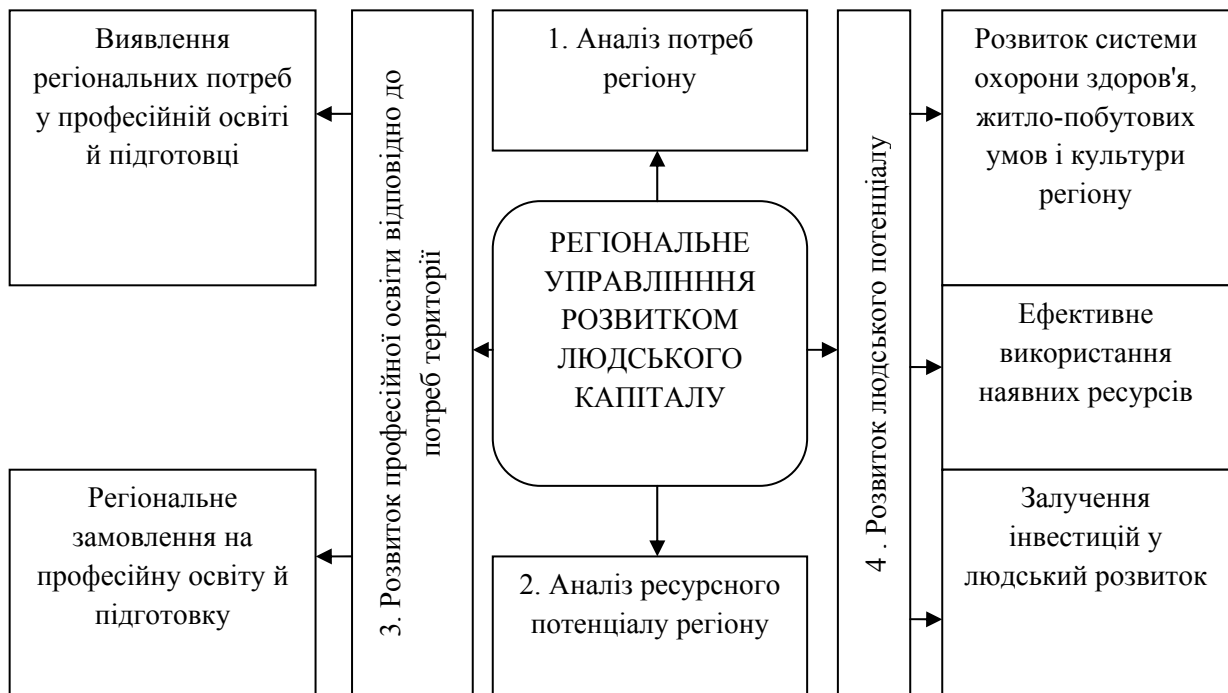 Виявлення
регіональних потреб
у професійній освіті
й підготовці
Регіональне
замовлення на
професійну освіту й
підготовку
3. Розвиток професійної освіти відповідно до
потреб території
1. Аналіз потреб
регіону
РЕГІОНАЛЬНЕ
УПРАВЛІНННЯ
РОЗВИТКОМ
ЛЮДСЬКОГО
КАПІТАЛУ
2. Аналіз ресурсного
потенціалу регіону
4 . Розвиток людського потенціалу
Розвиток системи
охорони здоров'я,
житло-побутових
умов і культури
регіону
Ефективне
використання
наявних ресурсів
Залучення
інвестицій у
людський розвиток